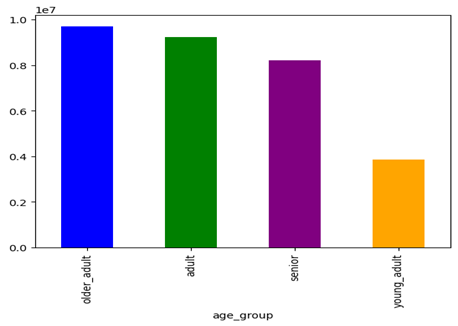 1e7
1.0
0.8
0.6
0.4
0.2
0.0
older_adult
adult
senior
young_adult
age_group